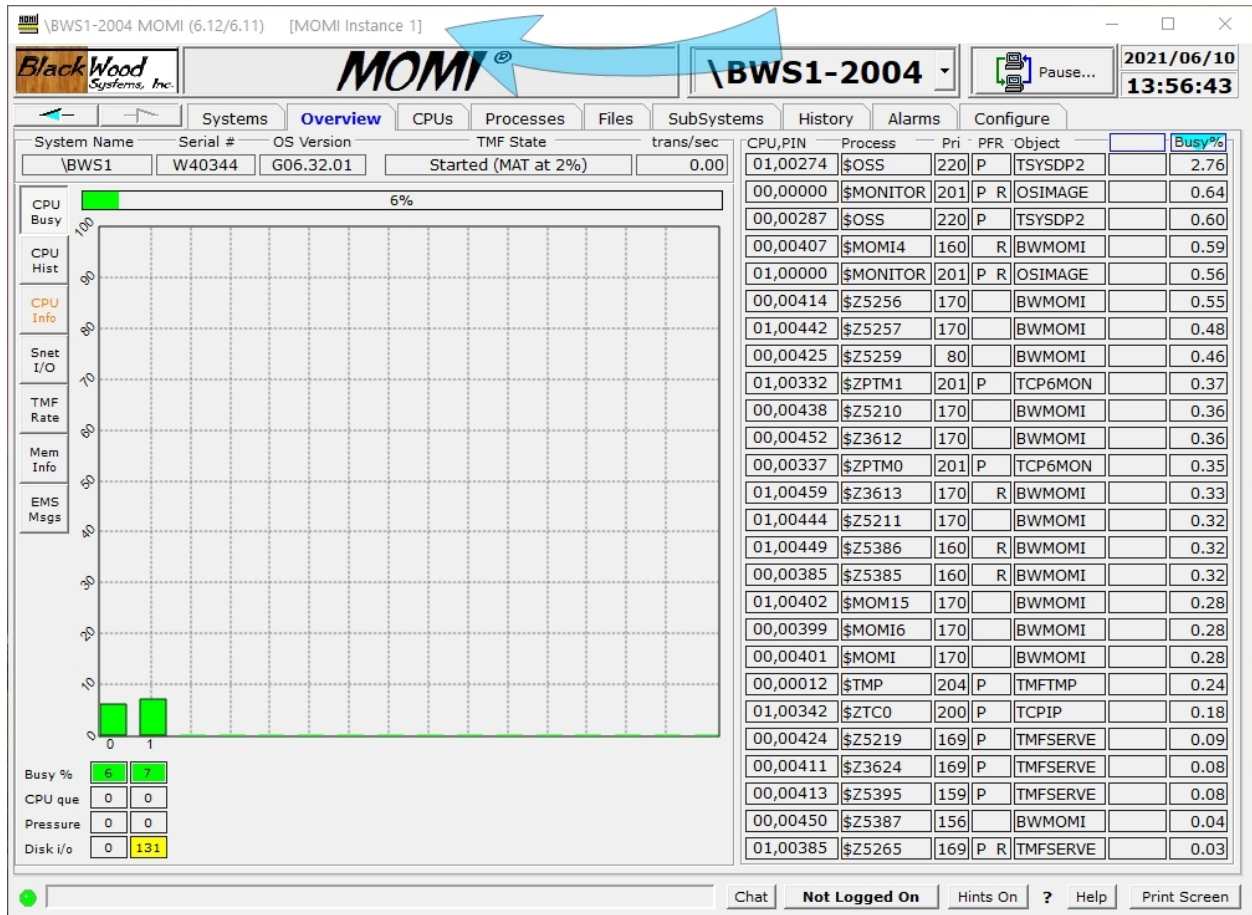 \BWS1-2004 MOMI (6.12/6.11) [MOMI Instance 1]
BlackWood Systems, Inc.
MOMI ®
\BWS1-2004
Pause...
2021/06/10
13:56:43
Systems Overview CPUs Processes Files SubSystems History Alarms Configure
System Name Serial # OS Version TMF State trans/sec
\BWS1 W40344 G06.32.01 Started (MAT at 2%) 0.00
CPU Busy
CPU Hist
CPU Info
Snet I/O
TMF Rate
Mem Info
EMS Msgs
6%
100
90
80
70
60
50
40
30
20
10
0
0 1
Busy % 6 7
CPU que 0 0
Pressure 0 0
Disk i/o 0 131
CPU,PIN Process Pri PFR Object Busy%
01,00274 $OSS 220 P TSYSDP2 2.76
00,00000 $MONITOR 201 P R OSIMAGE 0.64
00,00287 $OSS 220 P TSYSDP2 0.60
00,00407 $MOMI4 160 R BWMOMI 0.59
01,00000 $MONITOR 201 P R OSIMAGE 0.56
00,00414 $Z5256 170 BWMOMI 0.55
01,00442 $Z5257 170 BWMOMI 0.48
00,00425 $Z5259 80 BWMOMI 0.46
01,00332 $ZPTM1 201 P TCP6MON 0.37
00,00438 $Z5210 170 BWMOMI 0.36
00,00452 $Z3612 170 BWMOMI 0.36
00,00337 $ZPTM0 201 P TCP6MON 0.35
01,00459 $Z3613 170 R BWMOMI 0.33
01,00444 $Z5211 170 BWMOMI 0.32
01,00449 $Z5386 160 R BWMOMI 0.32
00,00385 $Z5385 160 R BWMOMI 0.32
01,00402 $MOM15 170 BWMOMI 0.28
00,00399 $MOMI6 170 BWMOMI 0.28
00,00401 $MOMI 170 BWMOMI 0.28
00,00012 $TMP 204 P TMFTMP 0.24
01,00342 $ZTC0 200 P TCPIP 0.18
00,00424 $Z5219 169 P TMFSERVE 0.09
00,00411 $Z3624 169 P TMFSERVE 0.08
00,00413 $Z5395 159 P TMFSERVE 0.08
00,00450 $Z5387 156 BWMOMI 0.04
01,00385 $Z5265 169 P R TMFSERVE 0.03
Chat Not Logged On Hints On ? Help Print Screen